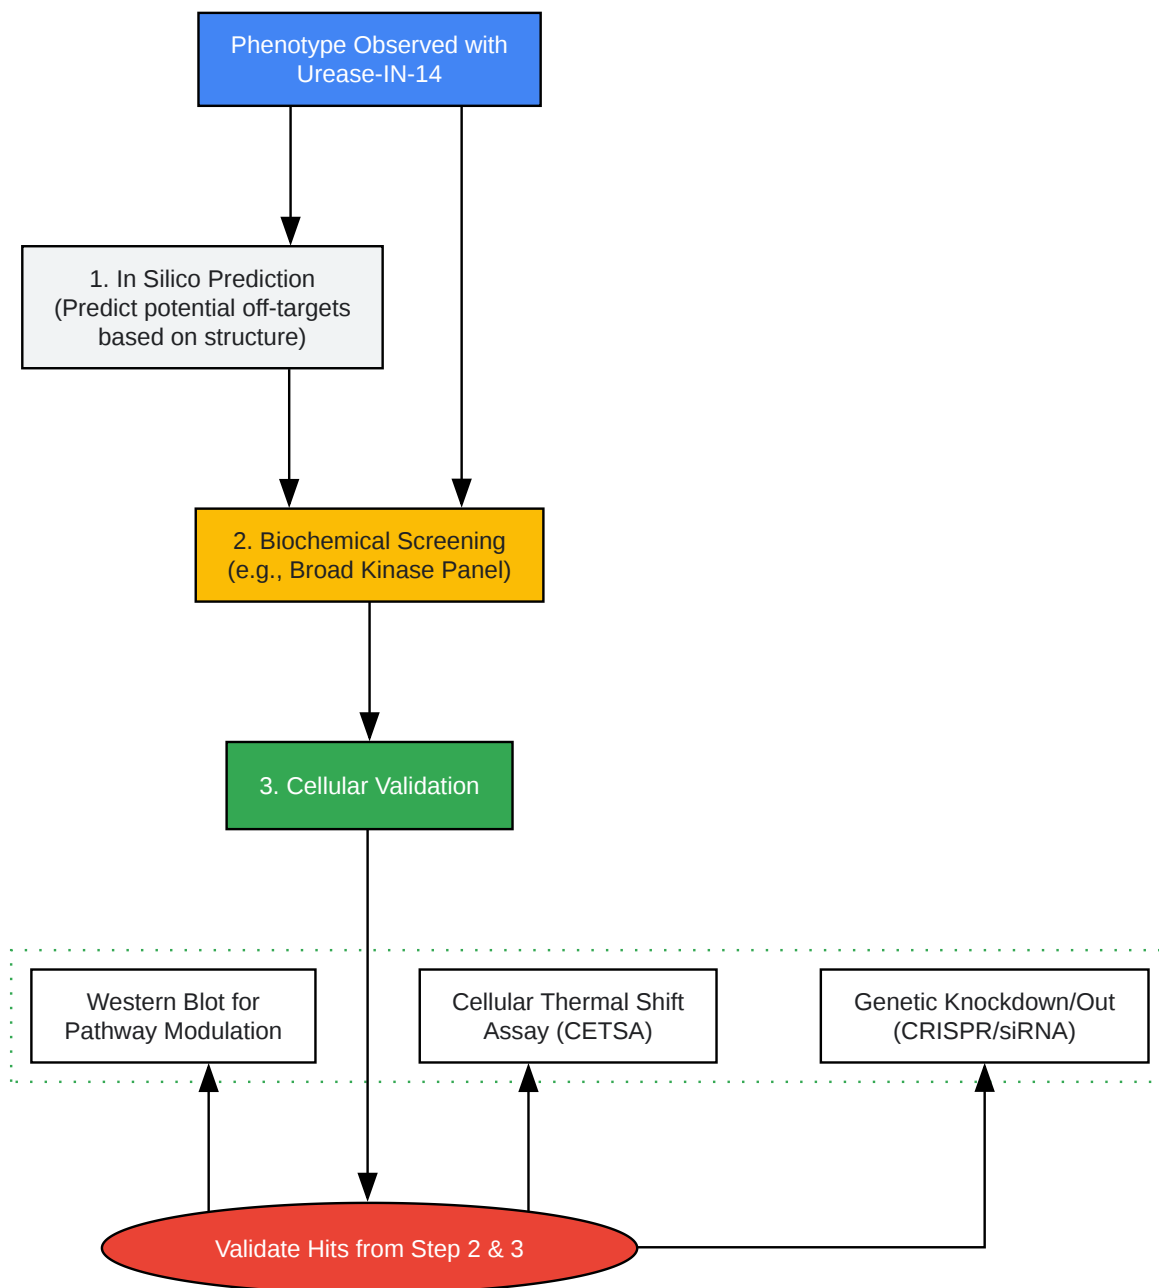 Phenotype Observed with
Urease-IN-14
1. In Silico Prediction
(Predict potential off-targets
based on structure)
2. Biochemical Screening
(e.g., Broad Kinase Panel)
3. Cellular Validation
Western Blot for
Pathway Modulation
Cellular Thermal Shift
Assay (CETSA)
Genetic Knockdown/Out
(CRISPR/siRNA)
Validate Hits from Step 2 & 3